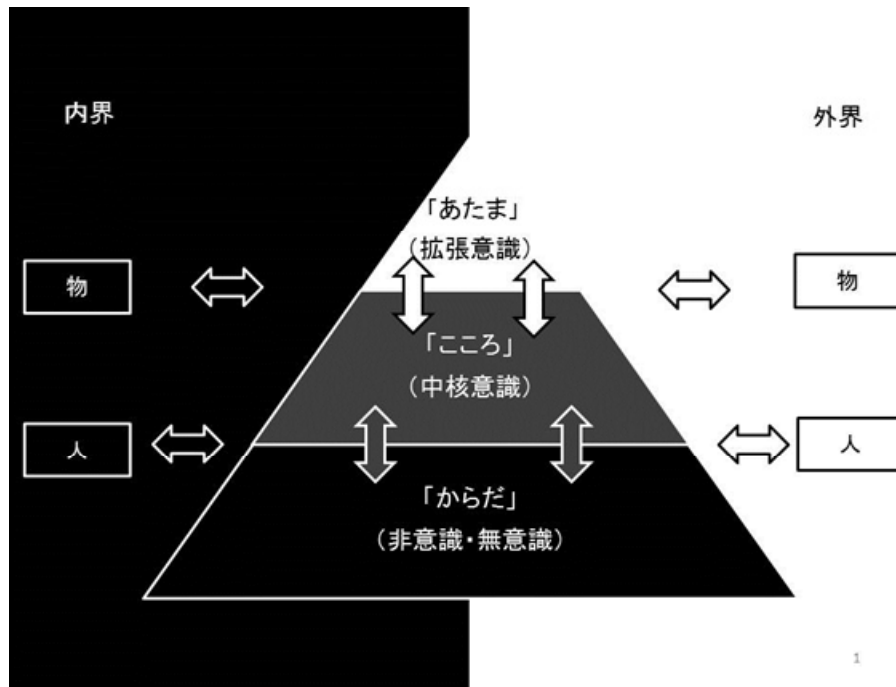 内界
外界
「あたま」
（拡張意識）
物
物
「こころ」
（中核意識）
人
人
「からだ」
（非意識・無意識）
1